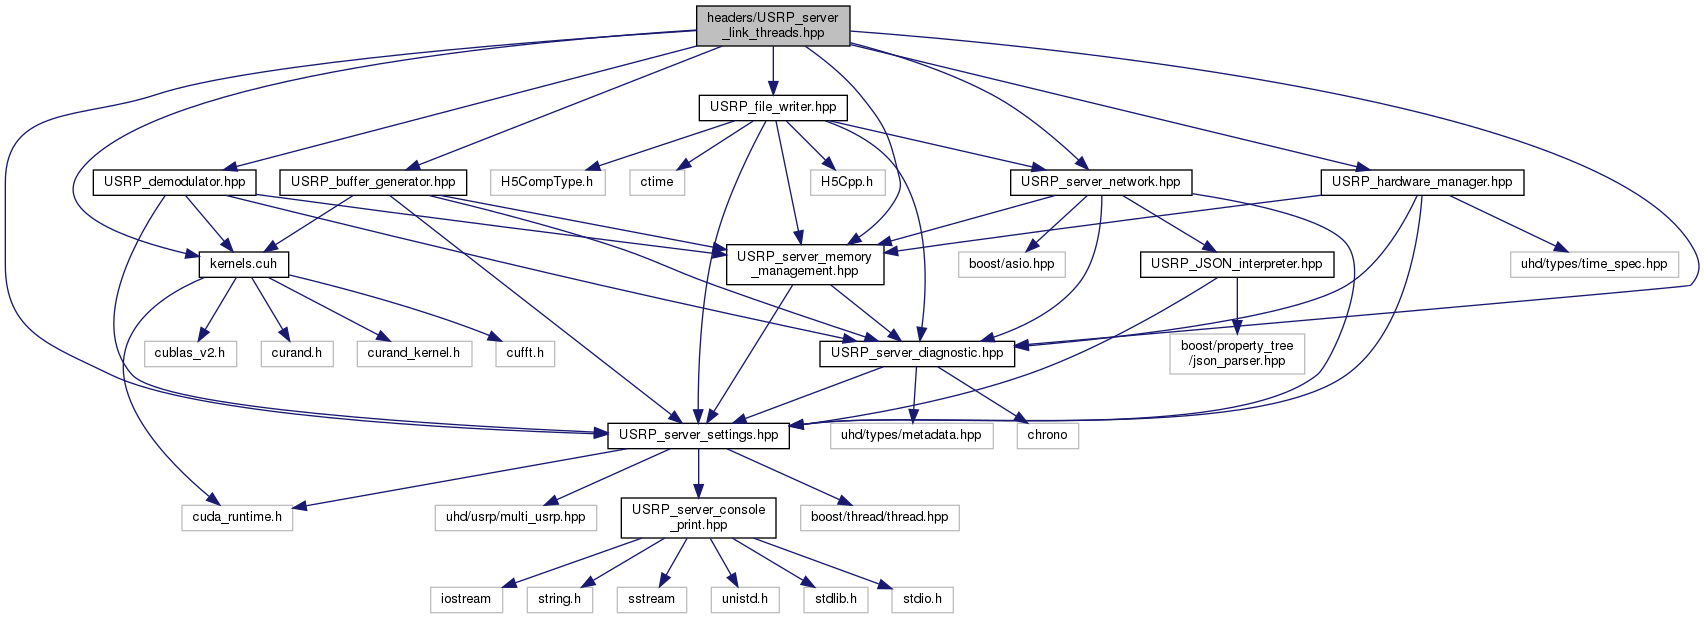 headers/USRP_server
_link_threads.hpp
USRP_file_writer.hpp
USRP_demodulator.hpp
USRP_buffer_generator.hpp
H5CompType.h
ctime
H5Cpp.h
USRP_server_network.hpp
USRP_hardware_manager.hpp
kernels.cuh
USRP_server_memory
_management.hpp
boost/asio.hpp
USRP_JSON_interpreter.hpp
uhd/types/time_spec.hpp
cublas_v2.h
curand.h
curand_kernel.h
cufft.h
USRP_server_diagnostic.hpp
boost/property_tree
/json_parser.hpp
USRP_server_settings.hpp
uhd/types/metadata.hpp
chrono
cuda_runtime.h
uhd/usrp/multi_usrp.hpp
USRP_server_console
_print.hpp
boost/thread/thread.hpp
iostream
string.h
sstream
unistd.h
stdlib.h
stdio.h